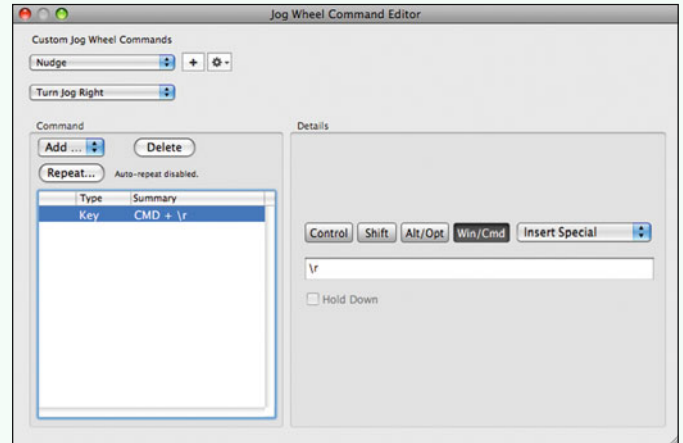 Jog Wheel Command Editor
Custom Jog Wheel Commands
Nudge
+
Turn Jog Right
Command
Details
Add ...
Delete
Repeat...
Auto-repeat disabled.
Type Summary
Key CMD + \r
Control Shift Alt/Opt Win/Cmd Insert Special
\r
Hold Down